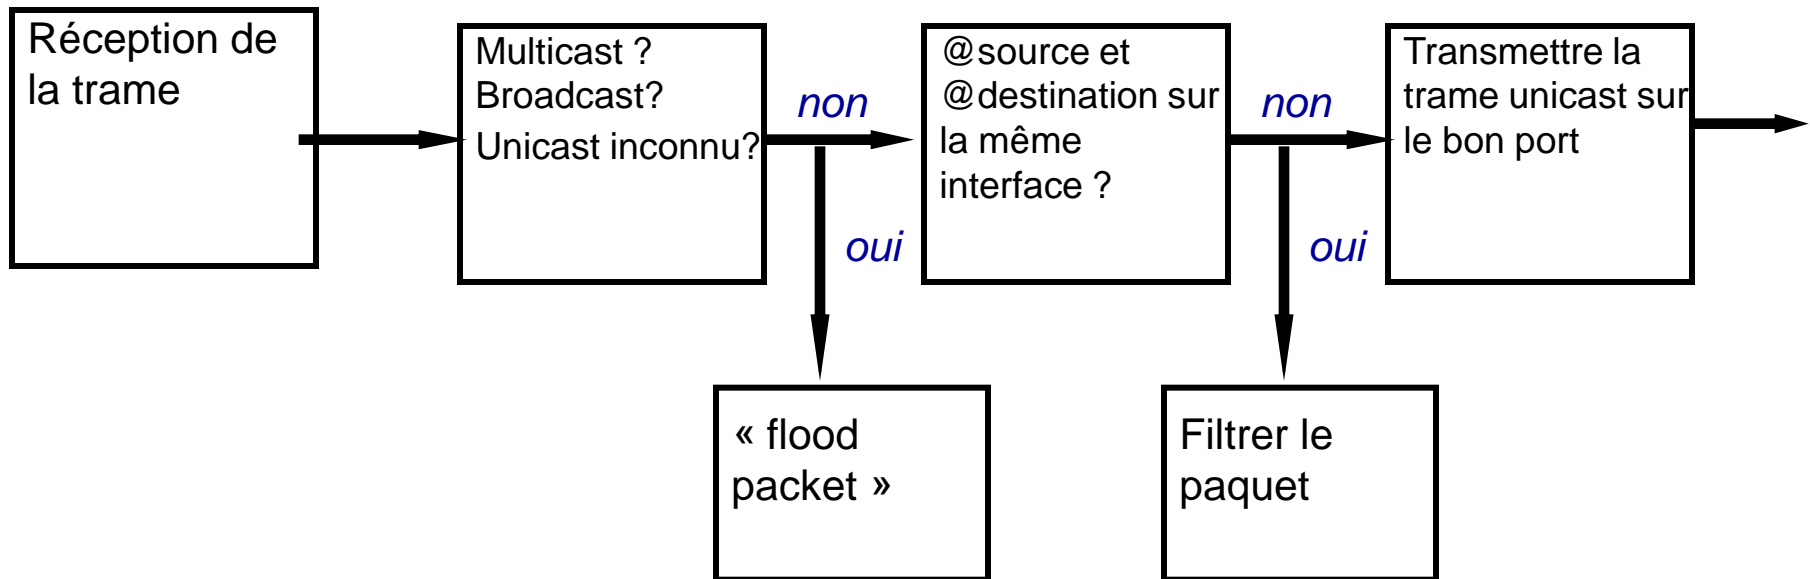 Réception de
la trame
Multicast ?
Broadcast?
Unicast inconnu?
non
oui
@source et
@destination sur
la même
interface ?
non
oui
Transmettre la
trame unicast sur
le bon port
« flood
packet »
Filtrer le
paquet